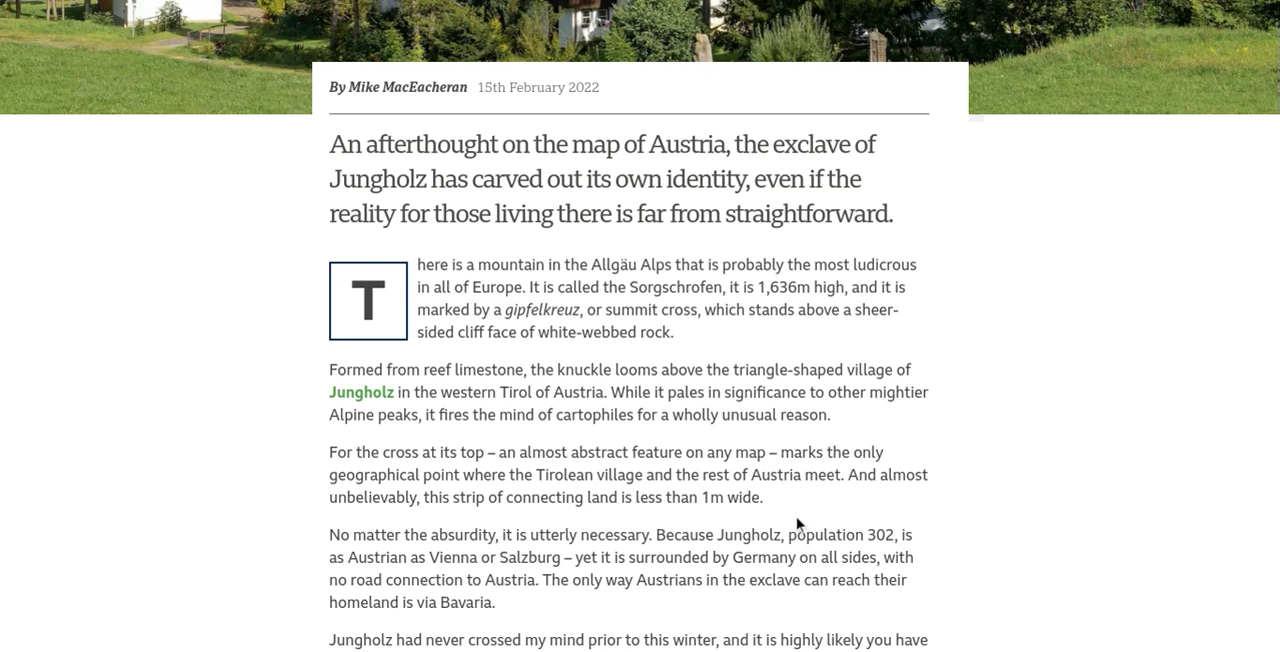 By Mike MacEacheran 15th February 2022
An afterthought on the map of Austria, the exclave of
Jungholz has carved out its own identity, even if the
reality for those living there is far from straightforward.
There is a mountain in the Allgäu Alps that is probably the most ludicrous
in all of Europe. It is called the Sorgschrofen, it is 1,636m high, and it is
marked by a gipfelkreuz, or summit cross, which stands above a sheer-
sided cliff face of white-webbed rock.
Formed from reef limestone, the knuckle looms above the triangle-shaped village of
Jungholz in the western Tirol of Austria. While it pales in significance to other mightier
Alpine peaks, it fires the mind of cartophiles for a wholly unusual reason.
For the cross at its top – an almost abstract feature on any map – marks the only
geographical point where the Tirolean village and the rest of Austria meet. And almost
unbelievably, this strip of connecting land is less than 1m wide.
No matter the absurdity, it is utterly necessary. Because Jungholz, population 302, is
as Austrian as Vienna or Salzburg – yet it is surrounded by Germany on all sides, with
no road connection to Austria. The only way Austrians in the exclave can reach their
homeland is via Bavaria.
Jungholz had never crossed my mind prior to this winter, and it is highly likely you have